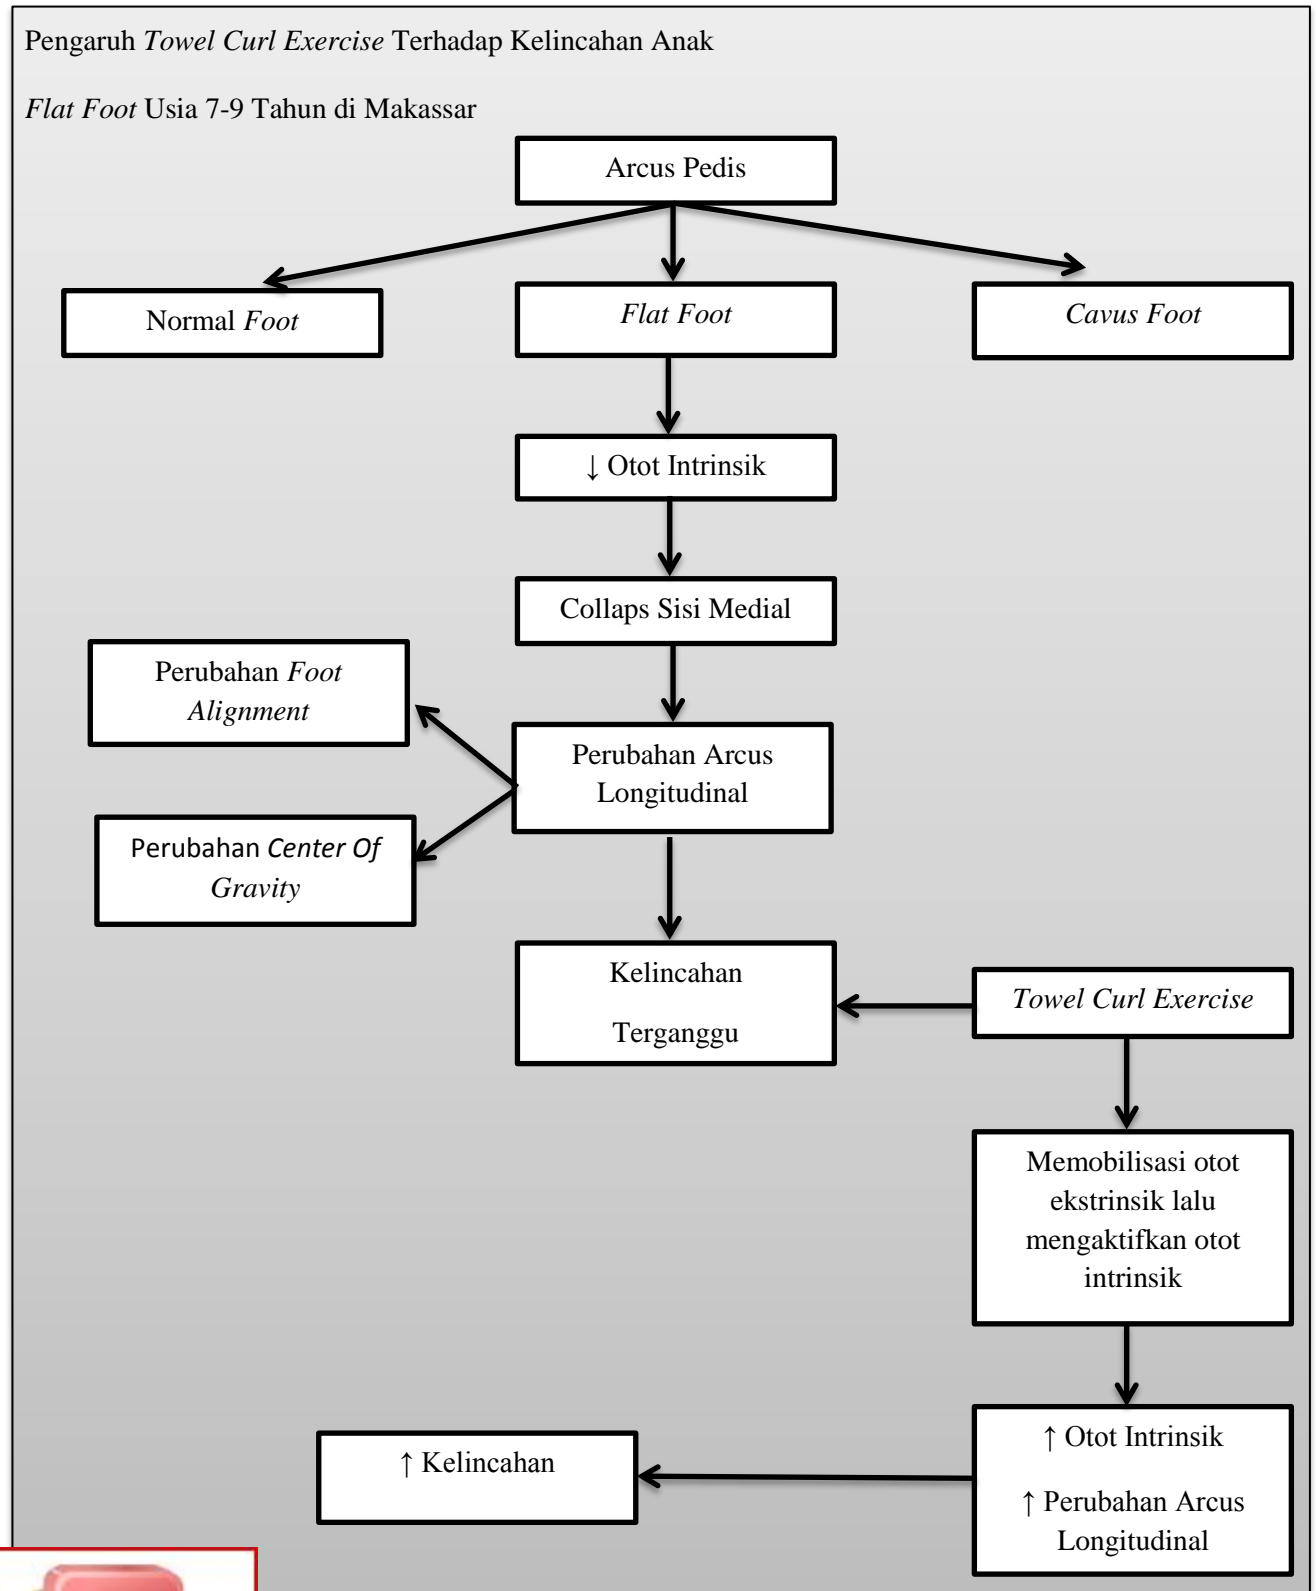 Pengaruh Towel Curl Exercise Terhadap Kelincahan Anak
Flat Foot Usia 7-9 Tahun di Makassar
Arcus Pedis
Normal Foot
Flat Foot
Cavus Foot
↓ Otot Intrinsik
Collaps Sisi Medial
Perubahan Foot
Alignment
Perubahan Arcus
Longitudinal
Perubahan Center Of
Gravity
Kelincahan
Terganggu
Towel Curl Exercise
Memobilisasi otot
ekstrinsik lalu
mengaktifkan otot
intrinsik
↑ Otot Intrinsik
↑ Perubahan Arcus
Longitudinal
↑ Kelincahan